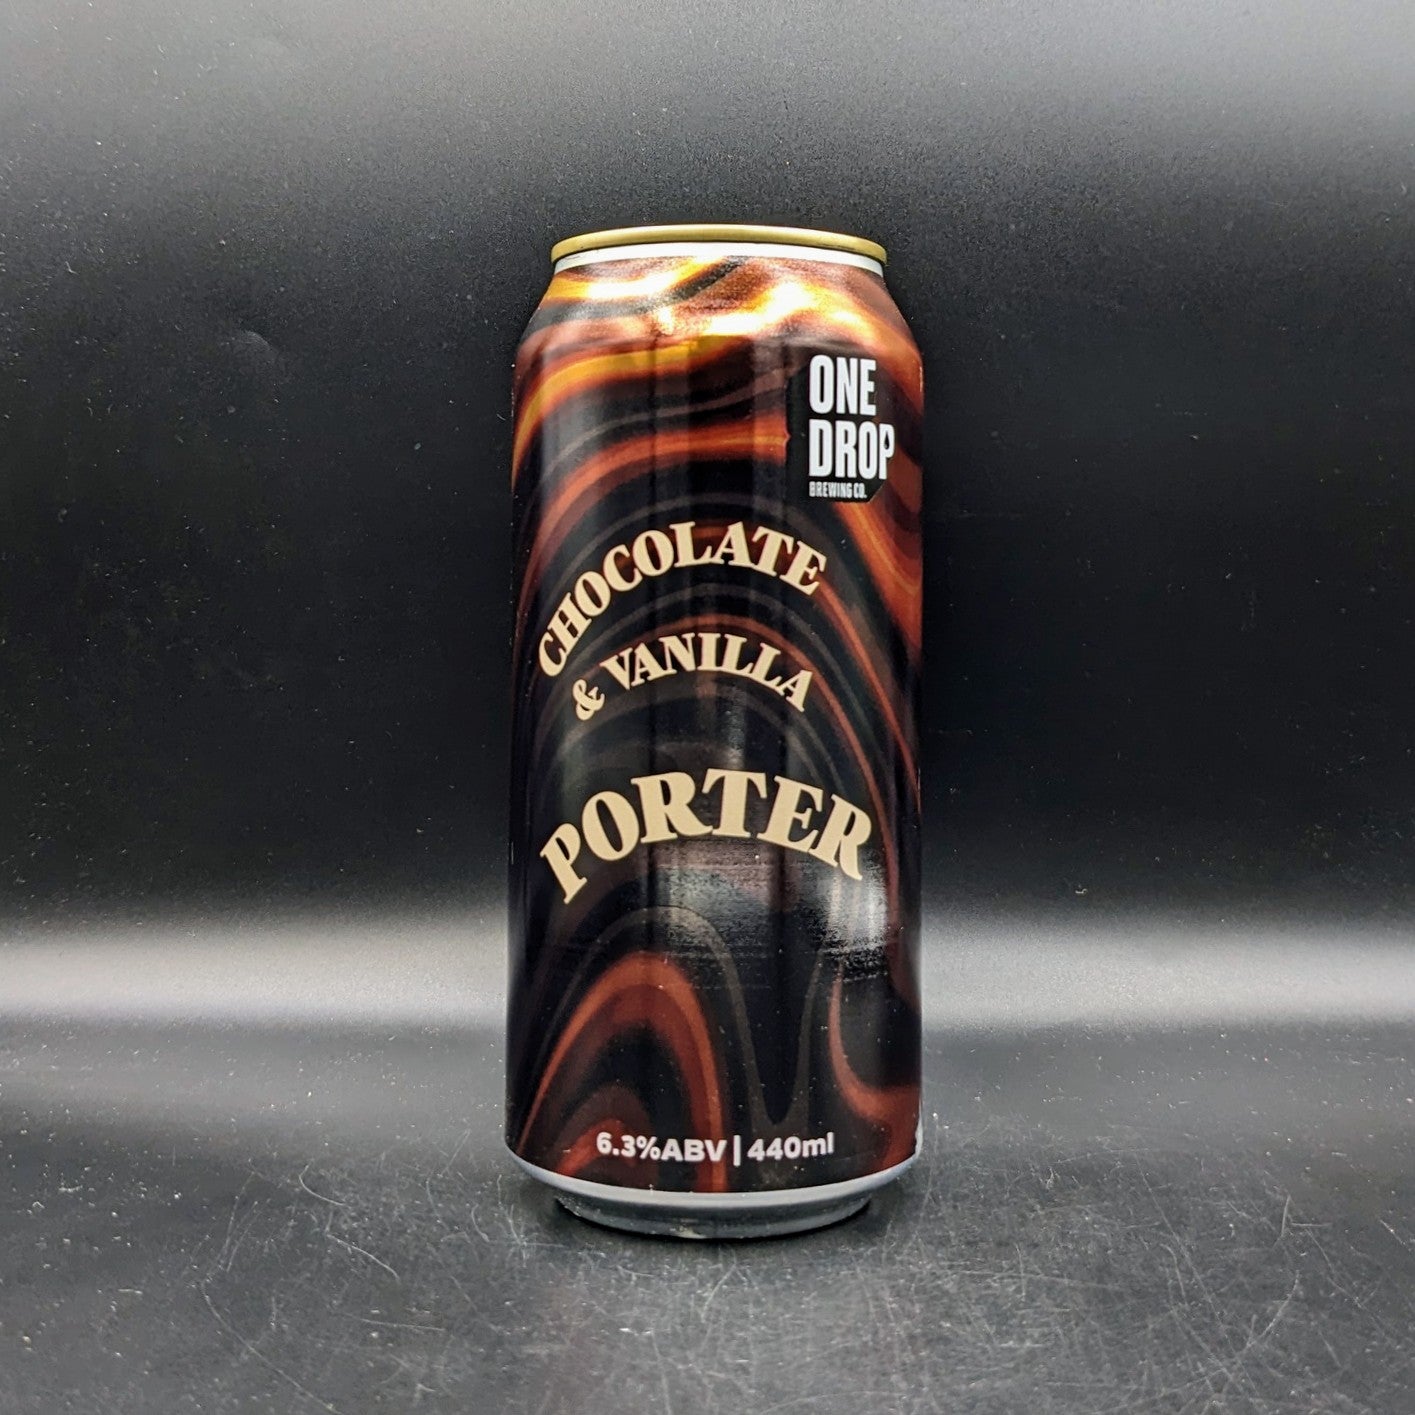 ONE
DROP
BREWING CO.
CHOCOLATE
& VANILLA
PORTER
6.3%ABV | 440ml